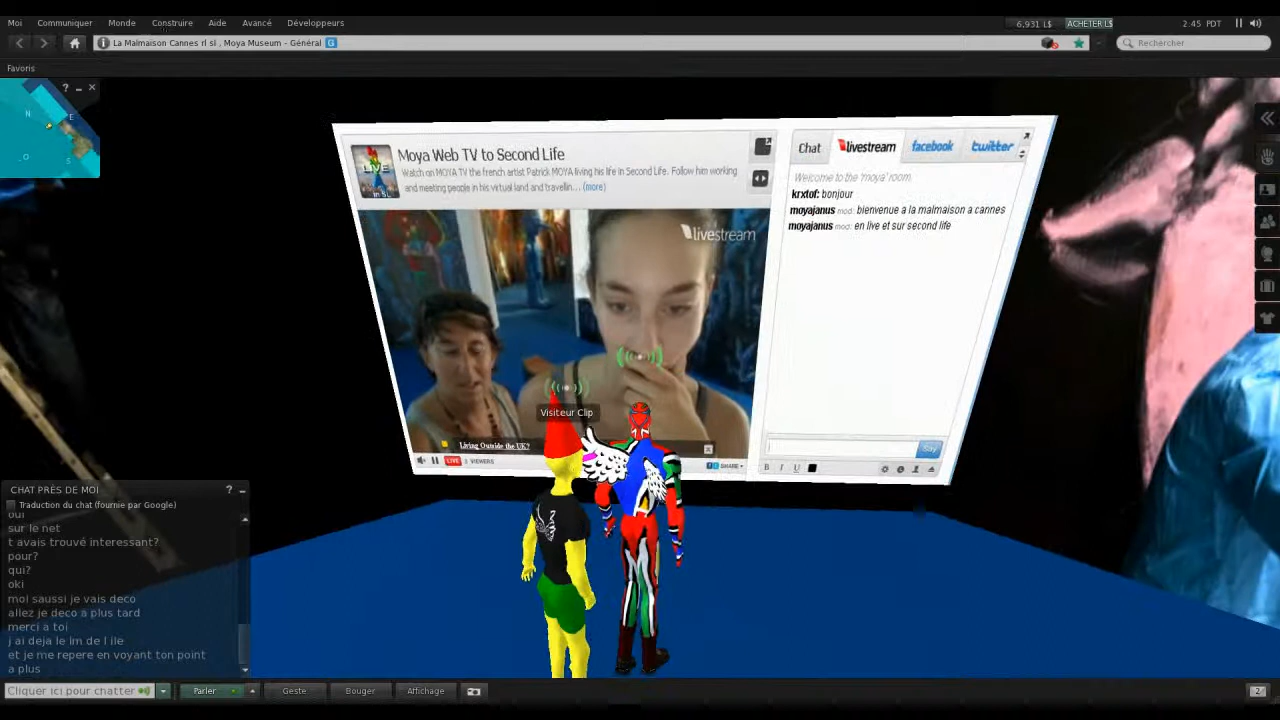 Moi Communiquer Monde Construire Aide Avancé Développeurs
6,931 L$ ACHETER L$ 2:45 PDT
La Malmaison Cannes rl sl , Moya Museum - Général G
Rechercher
Favoris
N E
O S
LIVE
in SL
Moya Web TV to Second Life
Watch on MOYA TV the french artist Patrick MOYA living his life in Second Life. Follow him working
and meeting people in his virtual land and travellin... (more)
livestream
Living Outside the UK?
LIVE
VIEWERS
SHARE
Chat livestream facebook twitter
Welcome to the 'moya' room.
krxtof: bonjour
moyajanus mod: bienvenue a la malmaison a cannes
moyajanus mod: en live et sur second life
Say
B I U
Visiteur Clip
CHAT PRÈS DE MOI ?
Traduction du chat (fournie par Google)
oui
sur le net
t avais trouvé interessant?
pour?
qui?
oki
moi saussi je vais deco
allez je deco a plus tard
merci a toi
j ai deja le lm de l ile
et je me repere en voyant ton point
a plus
Cliquer ici pour chatter Parler Geste Bouger Affichage
2